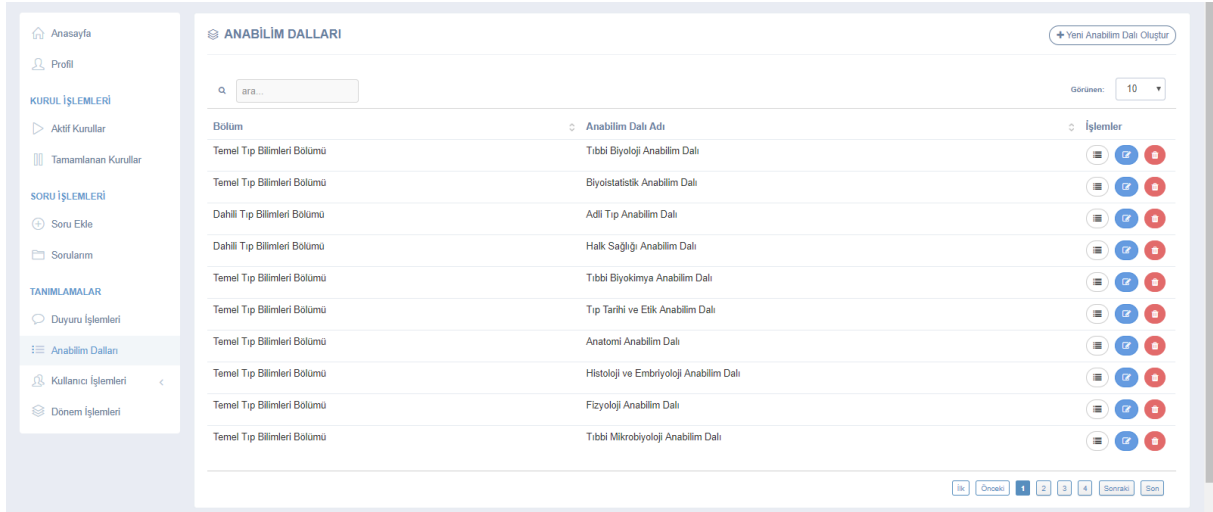 Anasayfa
Profil
KURUL İŞLEMLERİ
Aktif Kurullar
Tamamlanan Kurullar
SORU İŞLEMLERİ
Soru Ekle
Sorularım
TANIMLAMALAR
Duyuru İşlemleri
Anabilim Dalları
Kullanıcı İşlemleri
Dönem İşlemleri
ANABİLİM DALLARI
+ Yeni Anabilim Dalı Oluştur
ara...
Görünen: 10
Bölüm Anabilim Dalı Adı İşlemler
Temel Tıp Bilimleri Bölümü Tıbbi Biyoloji Anabilim Dalı
Temel Tıp Bilimleri Bölümü Biyoistatistik Anabilim Dalı
Dahili Tıp Bilimleri Bölümü Adli Tıp Anabilim Dalı
Dahili Tıp Bilimleri Bölümü Halk Sağlığı Anabilim Dalı
Temel Tıp Bilimleri Bölümü Tıbbi Biyokimya Anabilim Dalı
Temel Tıp Bilimleri Bölümü Tıp Tarihi ve Etik Anabilim Dalı
Temel Tıp Bilimleri Bölümü Anatomi Anabilim Dalı
Temel Tıp Bilimleri Bölümü Histoloji ve Embriyoloji Anabilim Dalı
Temel Tıp Bilimleri Bölümü Fizyoloji Anabilim Dalı
Temel Tıp Bilimleri Bölümü Tıbbi Mikrobiyoloji Anabilim Dalı
İlk Önceki 1 2 3 4 Sonraki Son